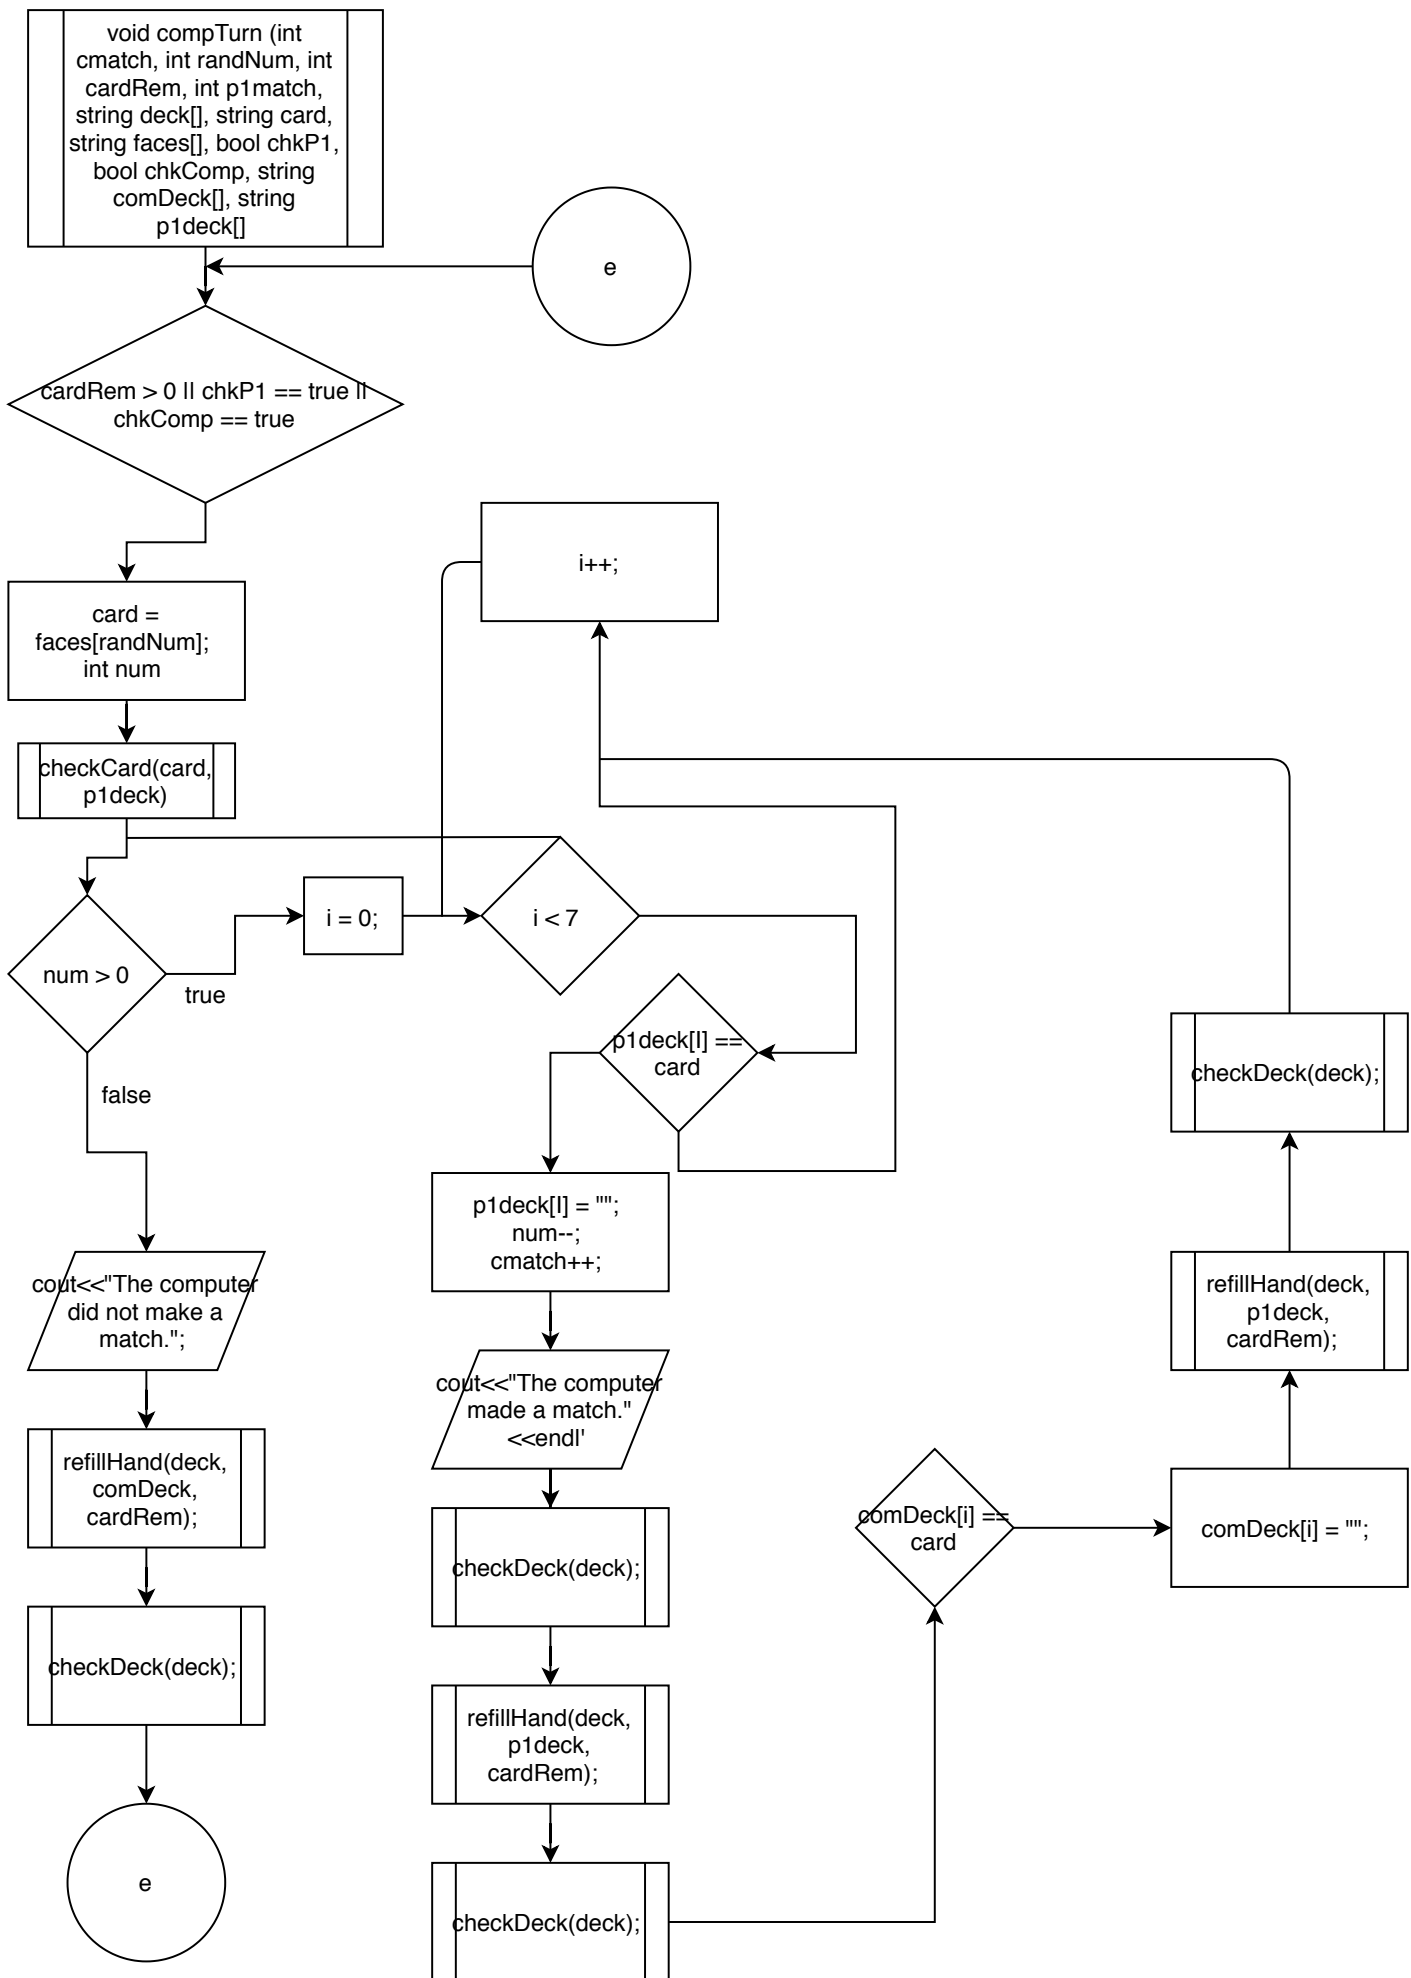 void compTurn (int
cmatch, int randNum, int
cardRem, int p1match,
string deck[], string card,
string faces[], bool chkP1,
bool chkComp, string
comDeck[], string
p1deck[]
e
cardRem > 0 || chkP1 == true ||
chkComp == true
i++;
card =
faces[randNum];
int num
checkCard(card,
p1deck)
i = 0;
i < 7
num > 0
true
p1deck[I] ==
card
false
checkDeck(deck);
p1deck[I] = "";
num--;
cmatch++;
cout<<"The computer
did not make a
match.";
refillHand(deck,
p1deck,
cardRem);
cout<<"The computer
made a match."
<<endl'
refillHand(deck,
comDeck,
cardRem);
comDeck[i] ==
card
comDeck[i] = "";
checkDeck(deck);
checkDeck(deck);
refillHand(deck,
p1deck,
cardRem);
e
checkDeck(deck);